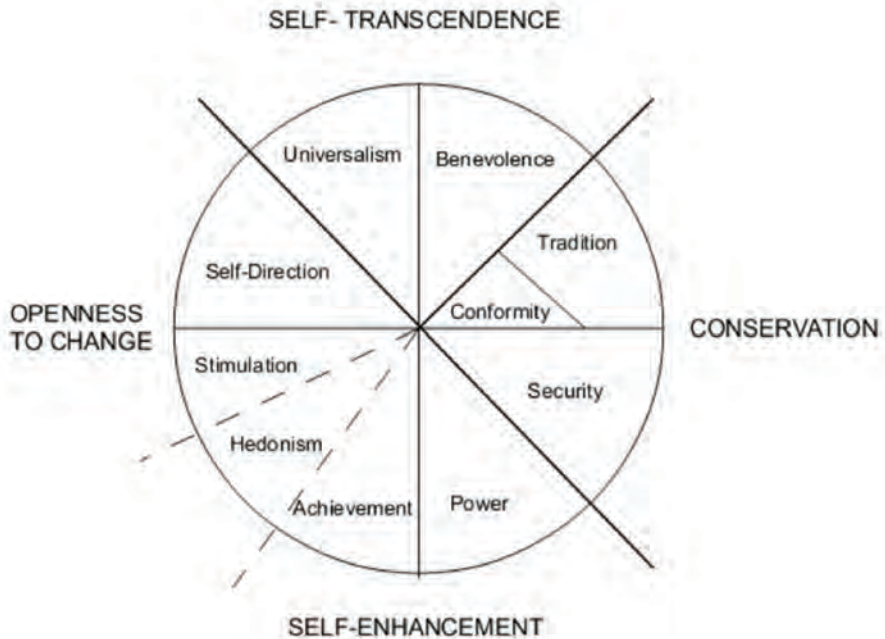 SELF- TRANSCENDENCE
Universalism
Benevolence
Tradition
Self-Direction
Conformity
OPENNESS
TO CHANGE
CONSERVATION
Stimulation
Security
Hedonism
Achievement
Power
SELF-ENHANCEMENT